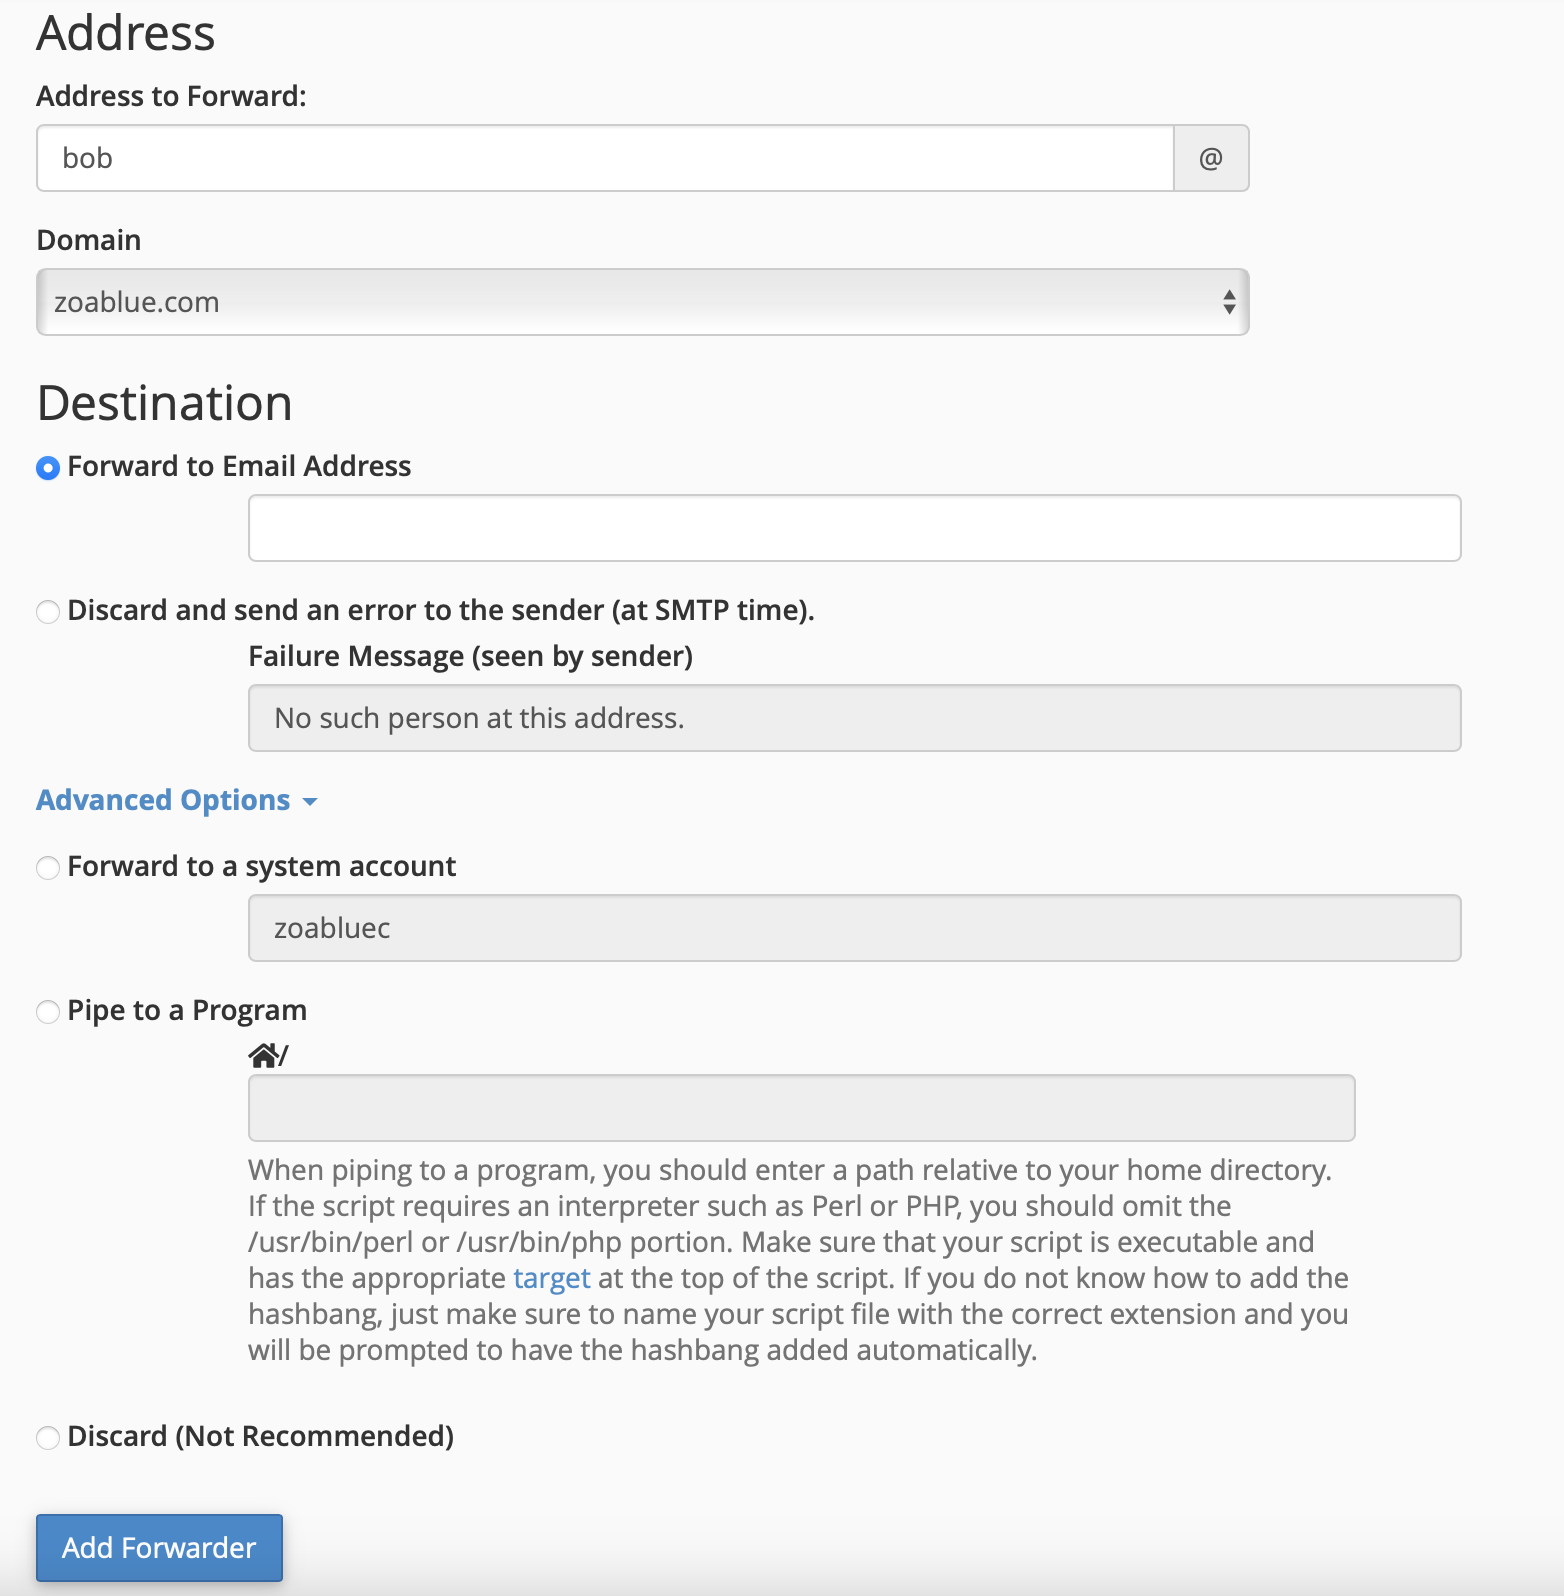 Address
Address to Forward:
bob
@
Domain
zoablue.com
Destination
Forward to Email Address
Discard and send an error to the sender (at SMTP time).
Failure Message (seen by sender)
No such person at this address.
Advanced Options
Forward to a system account
zoabluec
Pipe to a Program
/
When piping to a program, you should enter a path relative to your home directory.
If the script requires an interpreter such as Perl or PHP, you should omit the
/usr/bin/perl or /usr/bin/php portion. Make sure that your script is executable and
has the appropriate target at the top of the script. If you do not know how to add the
hashbang, just make sure to name your script file with the correct extension and you
will be prompted to have the hashbang added automatically.
Discard (Not Recommended)
Add Forwarder